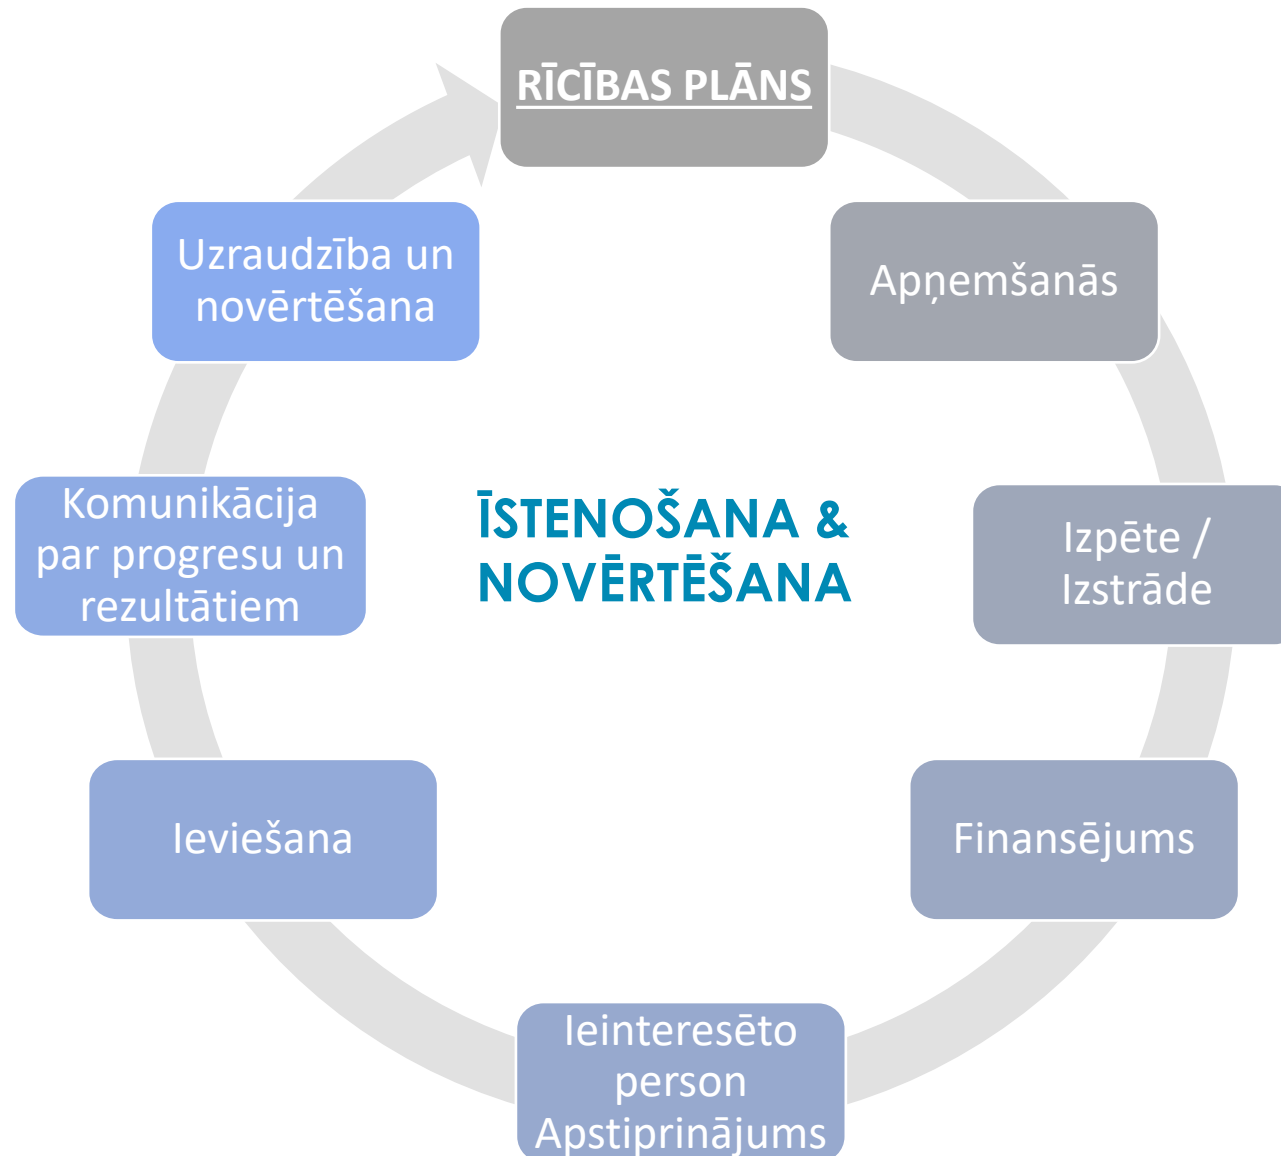 RĪCĪBAS PLĀNS
Apņemšanās
Izpēte /
Izstrāde
Finansējums
Ieinteresēto
person
Apstiprinājums
Ieviešana
Komunikācija
par progresu un
rezultātiem
Uzraudzība un
novērtēšana
ĪSTENOŠANA &
NOVĒRTĒŠANA